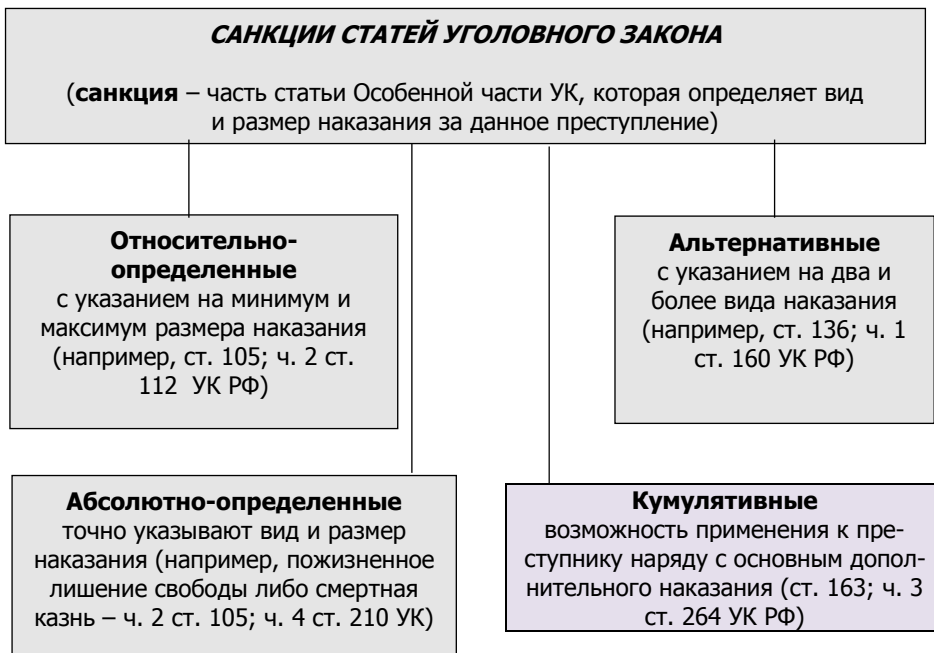 САНКЦИИ СТАТЕЙ УГОЛОВНОГО ЗАКОНА
(санкция – часть статьи Особенной части УК, которая определяет вид
и размер наказания за данное преступление)
Относительно-
определенные
с указанием на минимум и
максимум размера наказания
(например, ст. 105; ч. 2 ст.
112 УК РФ)
Альтернативные
с указанием на два и
более вида наказания
(например, ст. 136; ч. 1
ст. 160 УК РФ)
Абсолютно-определенные
точно указывают вид и размер
наказания (например, пожизненное
лишение свободы либо смертная
казнь – ч. 2 ст. 105; ч. 4 ст. 210 УК)
Кумулятивные
возможность применения к пре-
ступнику наряду с основным допол-
нительного наказания (ст. 163; ч. 3
ст. 264 УК РФ)